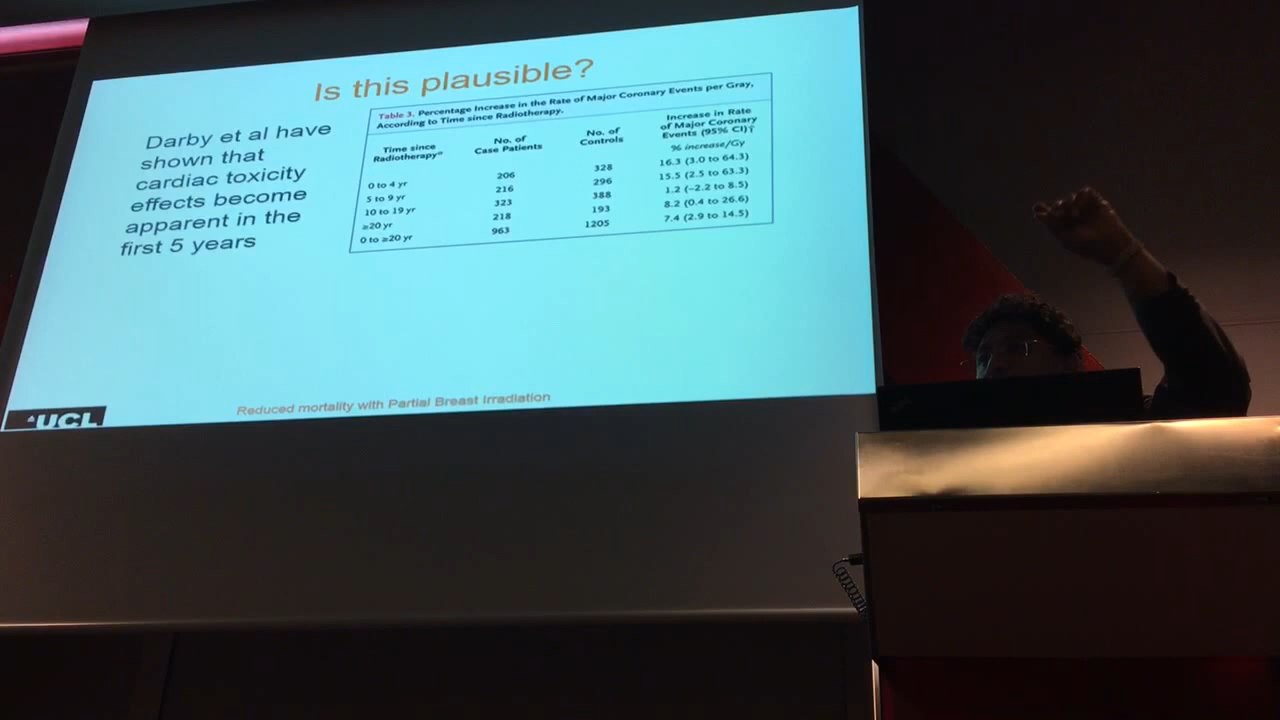 Is this plausible?
Darby et al have
shown that
cardiac toxicity
effects become
apparent in the
first 5 years
Table 3. Percentage Increase in the Rate of Major Coronary Events per Gray,
According to Time since Radiotherapy.
Time since
Radiotherapy*
No. of
Case Patients
No. of
Controls
Increase in Rate
of Major Coronary
Events (95% CI)†
% increase/Gy
0 to 4 yr 206 328 16.3 (3.0 to 64.3)
5 to 9 yr 216 296 15.5 (2.5 to 63.3)
10 to 19 yr 323 388 1.2 (−2.2 to 8.5)
≥20 yr 218 193 8.2 (0.4 to 26.6)
0 to ≥20 yr 963 1205 7.4 (2.9 to 14.5)
UCL
Reduced mortality with Partial Breast Irradiation